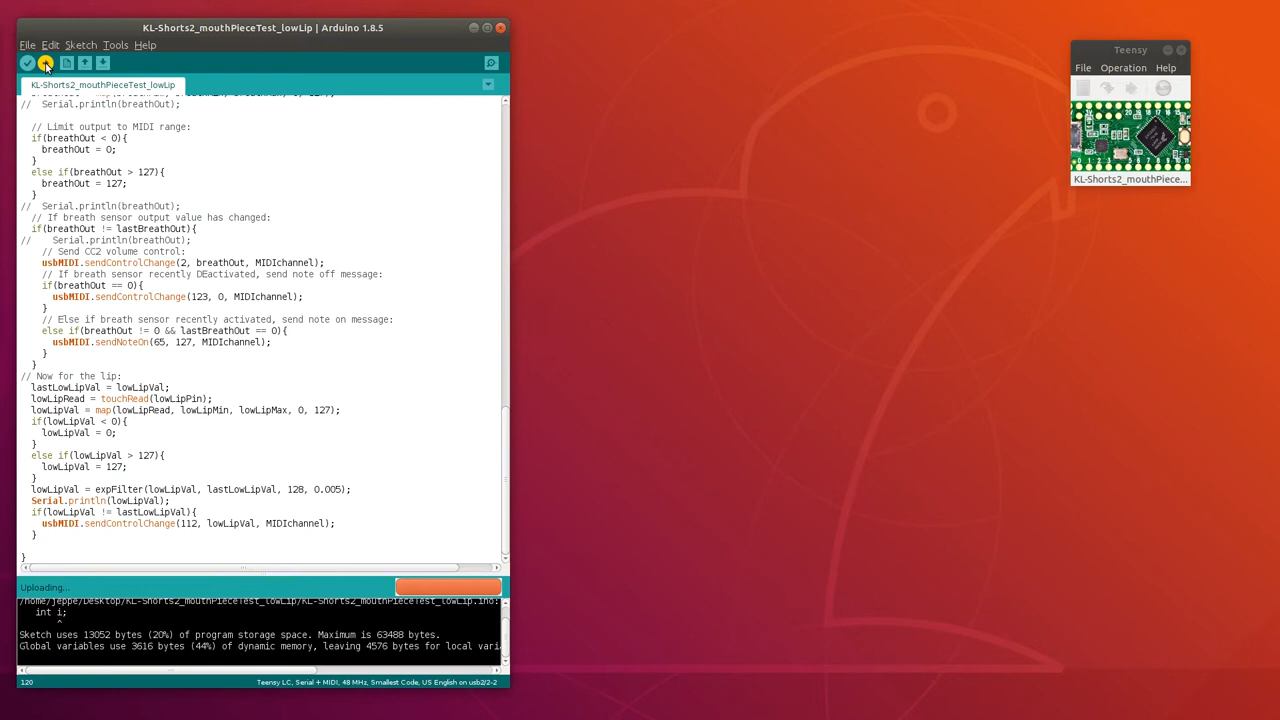 KL-Shorts2_mouthPieceTest_lowLip | Arduino 1.8.5
File Edit Sketch Tools Help
KL-Shorts2_mouthPieceTest_lowLip
//  Serial.println(breathOut);
// Limit output to MIDI range:
if(breathOut < 0){
breathOut = 0;
}
else if(breathOut > 127){
breathOut = 127;
}
//  Serial.println(breathOut);
// If breath sensor output value has changed:
if(breathOut != lastBreathOut){
//    Serial.println(breathOut);
// Send CC2 volume control:
usbMIDI.sendControlChange(2, breathOut, MIDIchannel);
// If breath sensor recently DEactivated, send note off message:
if(breathOut == 0){
usbMIDI.sendControlChange(123, 0, MIDIchannel);
}
// Else if breath sensor recently activated, send note on message:
else if(breathOut != 0 && lastBreathOut == 0){
usbMIDI.sendNoteOn(65, 127, MIDIchannel);
}
}
// Now for the lip:
lastLowLipVal = lowLipVal;
lowLipRead = touchRead(lowLipPin);
lowLipVal = map(lowLipRead, lowLipMin, lowLipMax, 0, 127);
if(lowLipVal < 0){
lowLipVal = 0;
}
else if(lowLipVal > 127){
lowLipVal = 127;
}
lowLipVal = expFilter(lowLipVal, lastLowLipVal, 128, 0.005);
Serial.println(lowLipVal);
if(lowLipVal != lastLowLipVal){
usbMIDI.sendControlChange(112, lowLipVal, MIDIchannel);
}
}
Uploading...
/home/jeppe/Desktop/KL-Shorts2_mouthPieceTest_lowLip/KL-Shorts2_mouthPieceTest_lowLip.ino:
int i;
^
Sketch uses 13052 bytes (20%) of program storage space. Maximum is 63488 bytes.
Global variables use 3616 bytes (44%) of dynamic memory, leaving 4576 bytes for local varia
120
Teensy LC, Serial + MIDI, 48 MHz, Smallest Code, US English on usb2/2-2
Teensy
File Operation Help
KL-Shorts2_mouthPiece...